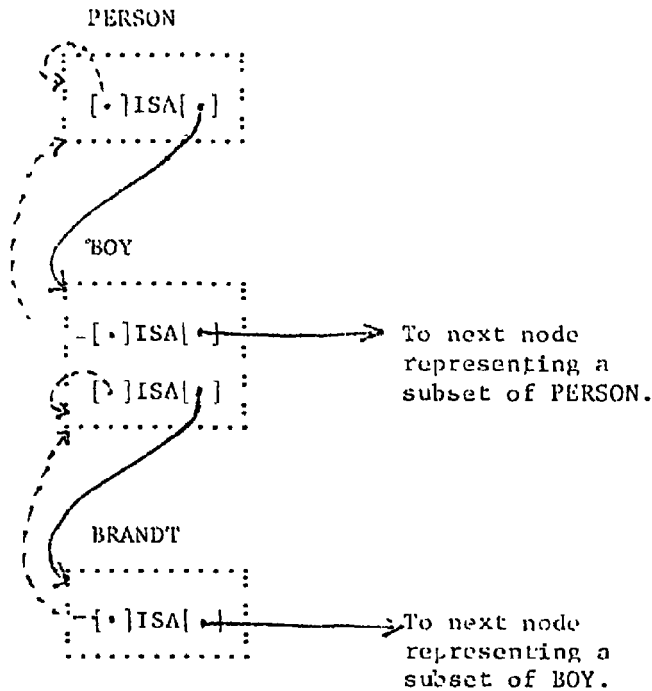 PERSON
[·]ISA[·]
BOY
-[·]ISA[·]
To next node
representing a
subset of PERSON.
[·]ISA[·]
BRANDT
--[·]ISA[·]
To next node
representing a
subset of BOY.